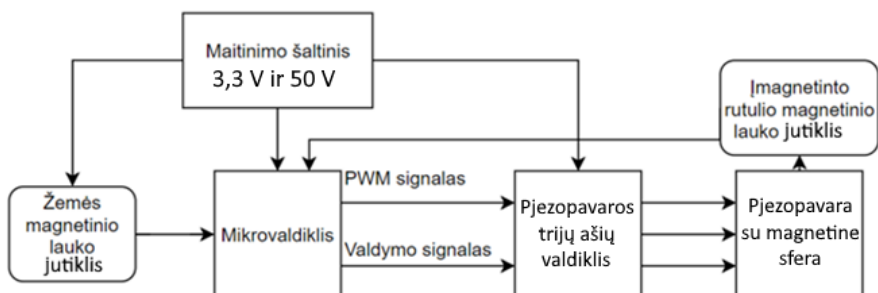 Maitinimo šaltinis
3,3 V ir 50 V
Įmagnetinto
rutulio magnetinio
lauko jutiklis
PWM signalas
Žemės
magnetinio
lauko
jutiklis
Mikrovaldiklis
Valdymo signalas
Pjezopavaros
trijų ašių
valdiklis
Pjezopavara
su magnetine
sfera